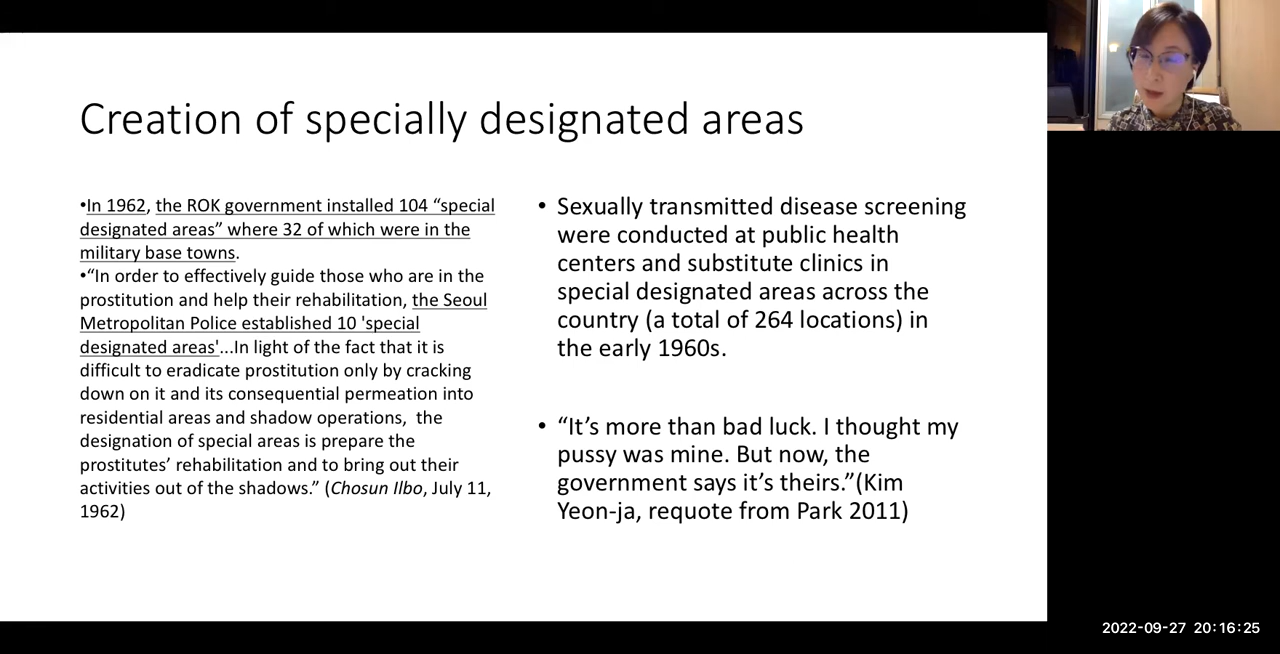 Creation of specially designated areas
•In 1962, the ROK government installed 104 “special
designated areas” where 32 of which were in the
military base towns.
•“In order to effectively guide those who are in the
prostitution and help their rehabilitation, the Seoul
Metropolitan Police established 10 'special
designated areas'...In light of the fact that it is
difficult to eradicate prostitution only by cracking
down on it and its consequential permeation into
residential areas and shadow operations,  the
designation of special areas is prepare the
prostitutes’ rehabilitation and to bring out their
activities out of the shadows.” (Chosun Ilbo, July 11,
1962)
• Sexually transmitted disease screening
were conducted at public health
centers and substitute clinics in
special designated areas across the
country (a total of 264 locations) in
the early 1960s.
• “It’s more than bad luck. I thought my
pussy was mine. But now, the
government says it’s theirs.”(Kim
Yeon-ja, requote from Park 2011)
2022-09-27 20:16:25